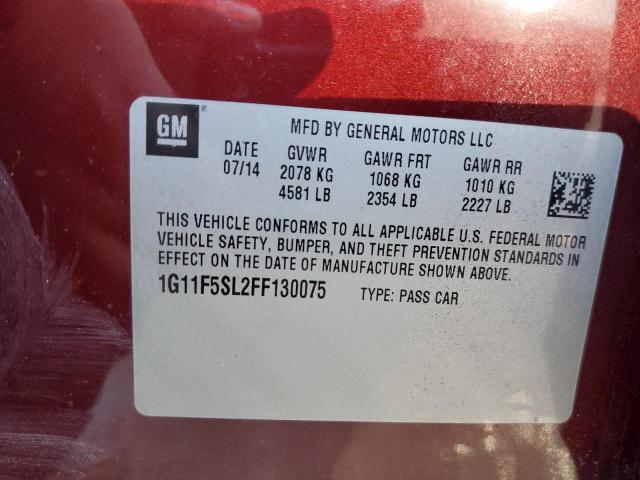 GM
®
MFD BY GENERAL MOTORS LLC
DATE GVWR GAWR FRT GAWR RR
07/14 2078 KG 1068 KG 1010 KG
4581 LB 2354 LB 2227 LB
THIS VEHICLE CONFORMS TO ALL APPLICABLE U.S. FEDERAL MOTOR
VEHICLE SAFETY, BUMPER, AND THEFT PREVENTION STANDARDS IN
EFFECT ON THE DATE OF MANUFACTURE SHOWN ABOVE.
1G11F5SL2FF130075 TYPE: PASS CAR